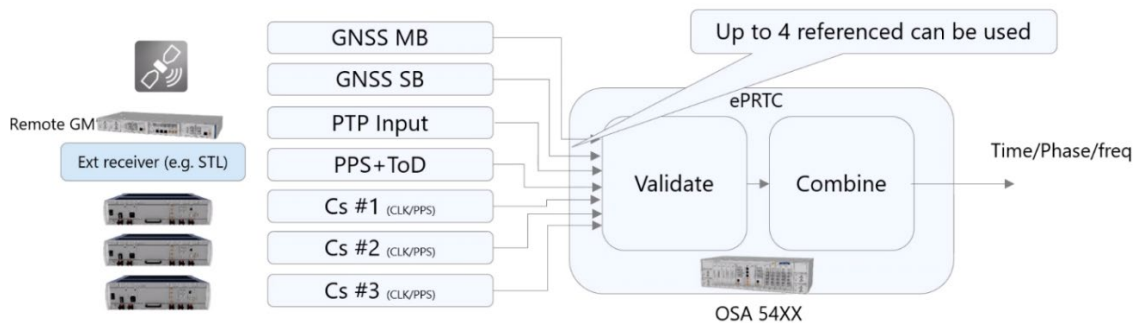 GNSS MB
Up to 4 referenced can be used
GNSS SB
ePRTC
Remote GM
PTP Input
Ext receiver (e.g. STL)
PPS+ToD
Validate
Combine
Time/Phase/freq
Cs #1 (CLK/PPS)
Cs #2 (CLK/PPS)
Cs #3 (CLK/PPS)
OSA 54XX